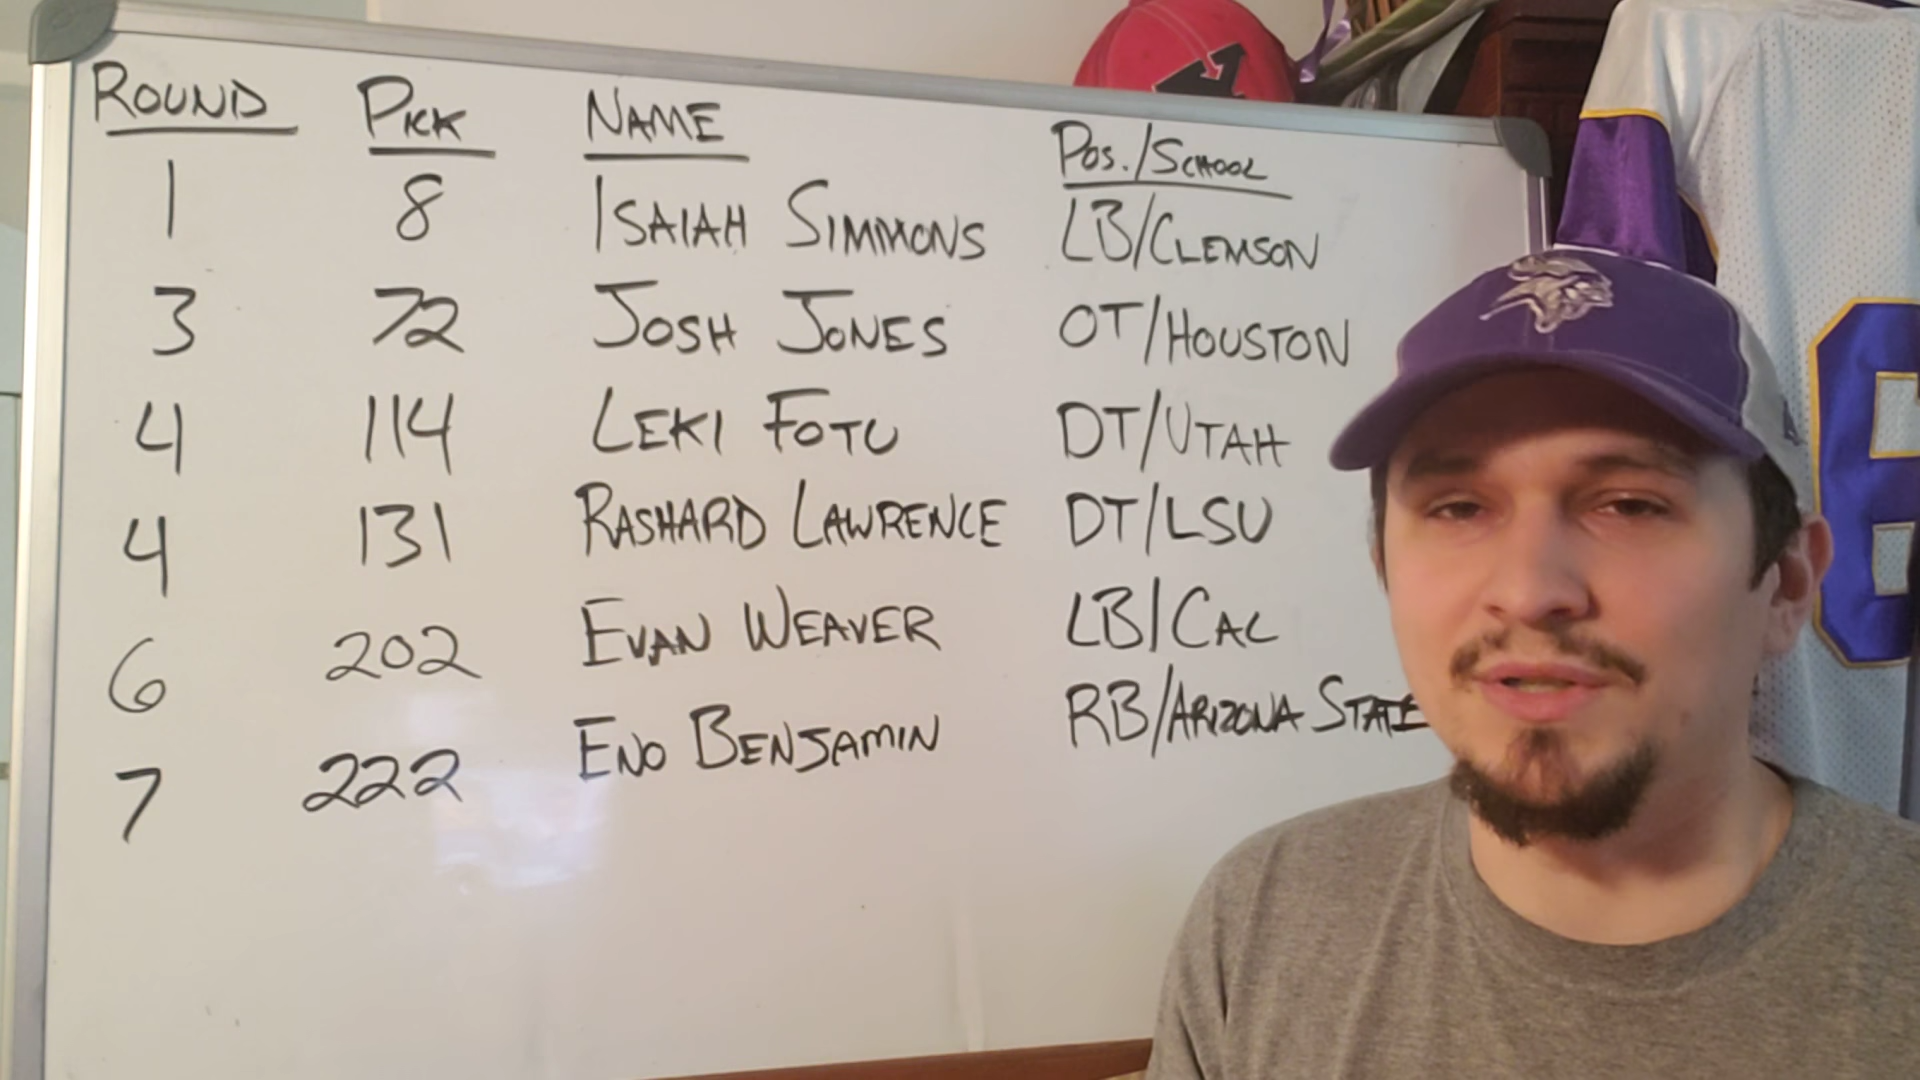 ROUND PICK NAME POS./SCHOOL
1 8 ISAIAH SIMMONS LB/CLEMSON
3 72 JOSH JONES OT/HOUSTON
4 114 LEKI FOTU DT/UTAH
4 131 RASHARD LAWRENCE DT/LSU
6 202 EVAN WEAVER LB/CAL
7 222 ENO BENJAMIN RB/ARIZONA STATE